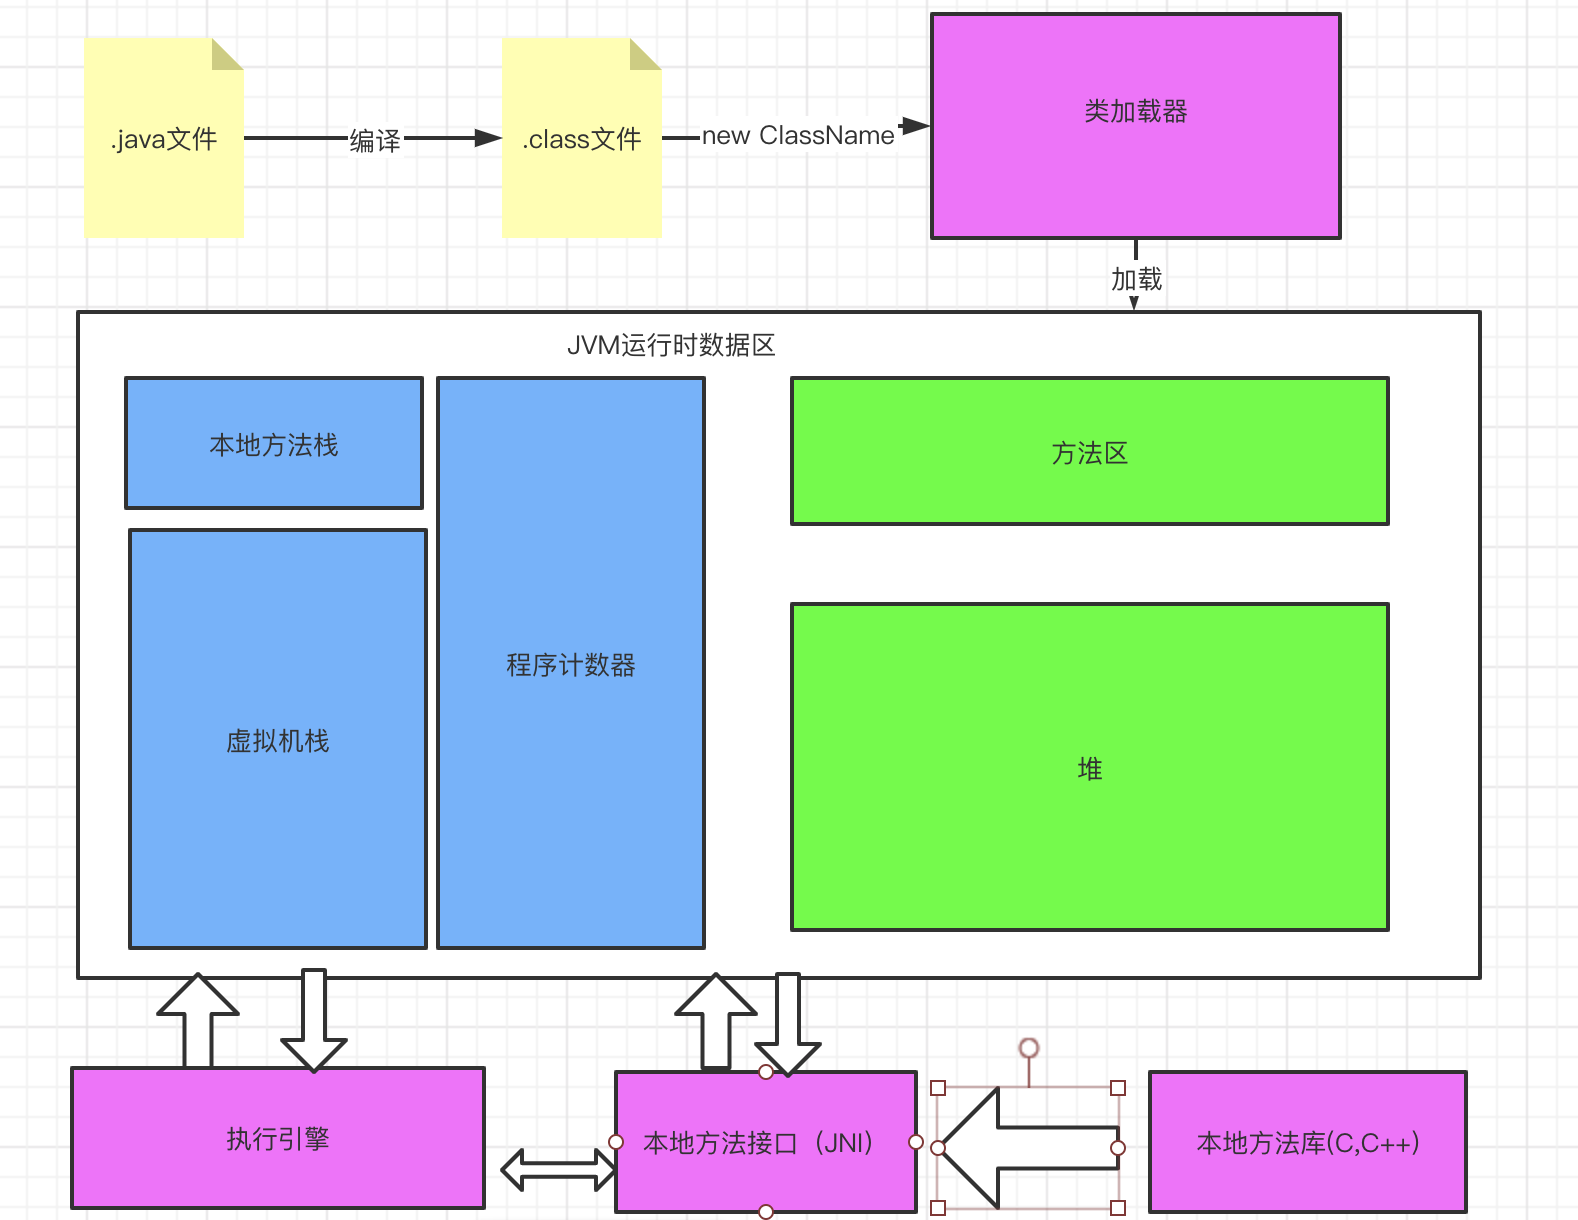 .java文件
编译
.class文件
new ClassName
类加载器
加载
JVM运行时数据区
本地方法栈
虚拟机栈
程序计数器
方法区
堆
执行引擎
本地方法接口（JNI）
本地方法库(C,C++)